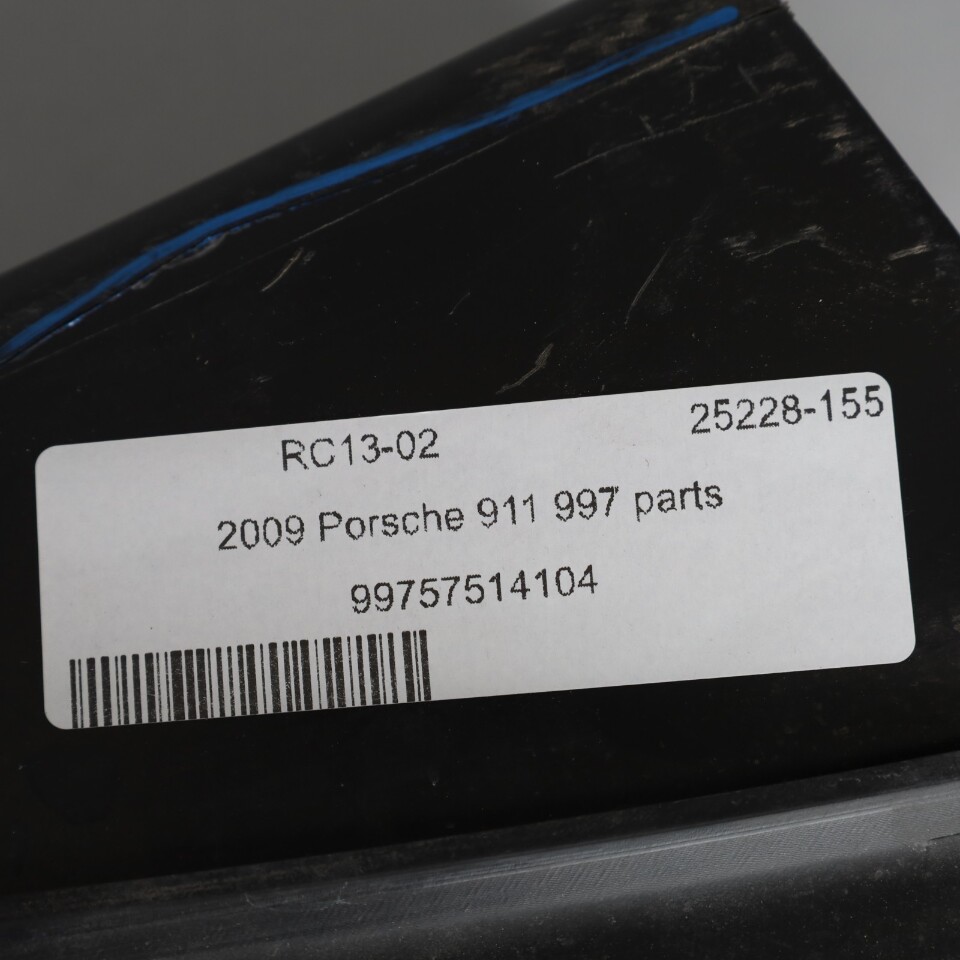 RC13-02 25228-155
2009 Porsche 911 997 parts
99757514104